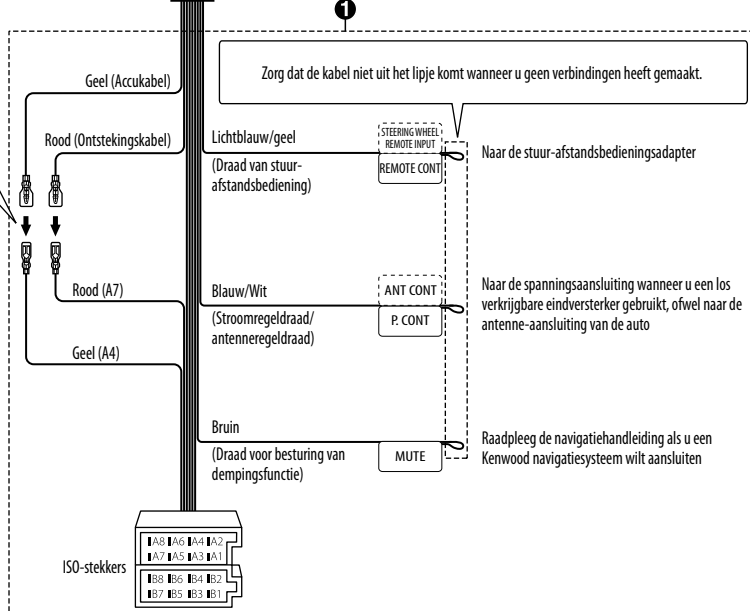 1
Zorg dat de kabel niet uit het lipje komt wanneer u geen verbindingen heeft gemaakt.
Geel (Accukabel)
Rood (Ontstekingskabel)
Lichtblauw/geel
(Draad van stuur-
afstandsbediening)
STEERING WHEEL
REMOTE INPUT
REMOTE CONT
Naar de stuur-afstandsbedieningsadapter
Rood (A7)
Geel (A4)
Blauw/Wit
(Stroomregeldraad/
antenneregeldraad)
ANT CONT
P. CONT
Naar de spanningsaansluiting wanneer u een los
verkrijgbare eindversterker gebruikt, ofwel naar de
antenne-aansluiting van de auto
Bruin
(Draad voor besturing van
dempingsfunctie)
MUTE
Raadpleeg de navigatiehandleiding als u een
Kenwood navigatiesysteem wilt aansluiten
ISO-stekkers
A8 A6 A4 A2
A7 A5 A3 A1
B8 B6 B4 B2
B7 B5 B3 B1